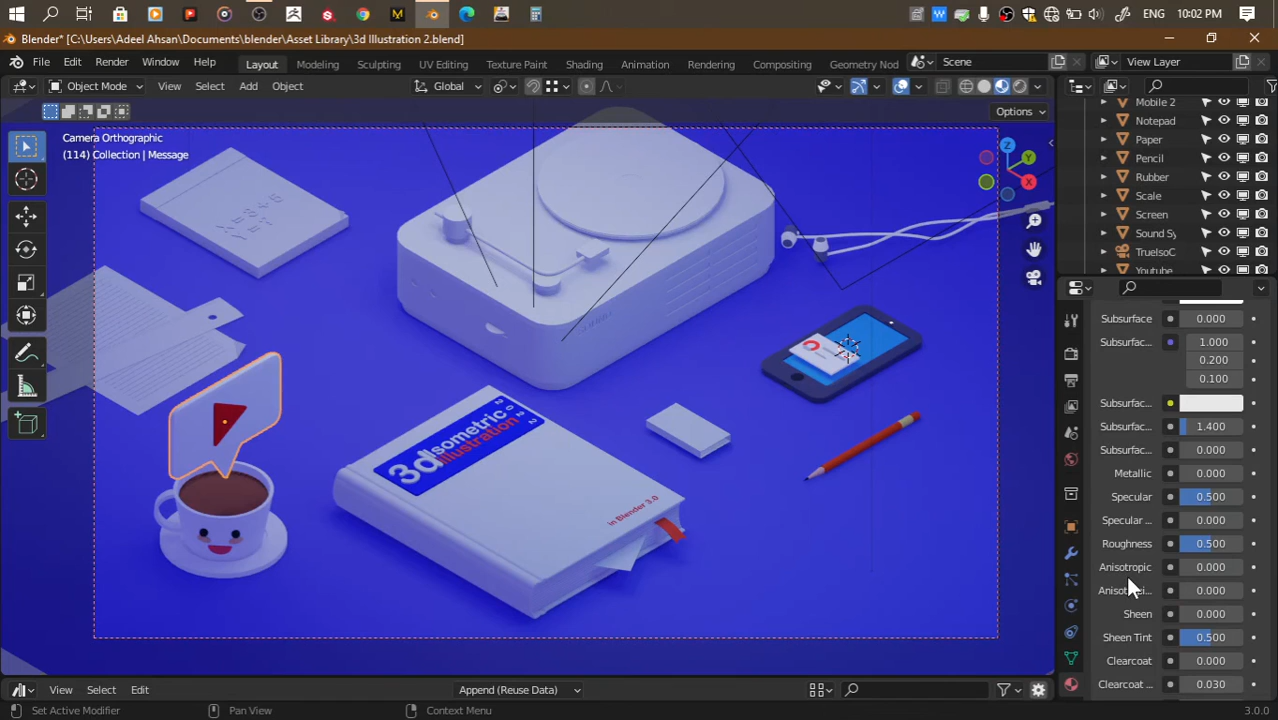 ENG 10:02 PM
Blender* [C:\Users\Adeel Ahsan\Documents\blender\Asset Library\3d Illustration 2.blend]
File Edit Render Window Help Layout Modeling Sculpting UV Editing Texture Paint Shading Animation Rendering Compositing Geometry Nod Scene View Layer
Object Mode View Select Add Object Global
Options
Camera Orthographic
(114) Collection | Message
Mobile 2
Notepad
Paper
Pencil
Rubber
Scale
Screen
Sound Sy
TrueIsoC
Youtube
X
Y
Z
Subsurface 0.000
Subsurfac... 1.000
0.200
0.100
Subsurfac...
Subsurfac... 1.400
Subsurfac... 0.000
Metallic 0.000
Specular 0.500
Specular ... 0.000
Roughness 0.500
Anisotropic 0.000
0.000
Sheen 0.000
Sheen Tint 0.500
Clearcoat 0.000
Clearcoat ... 0.030
3d Isometric
illustration
2022
in Blender 3.0
View Select Edit Append (Reuse Data)
Set Active Modifier Pan View Context Menu 3.0.0